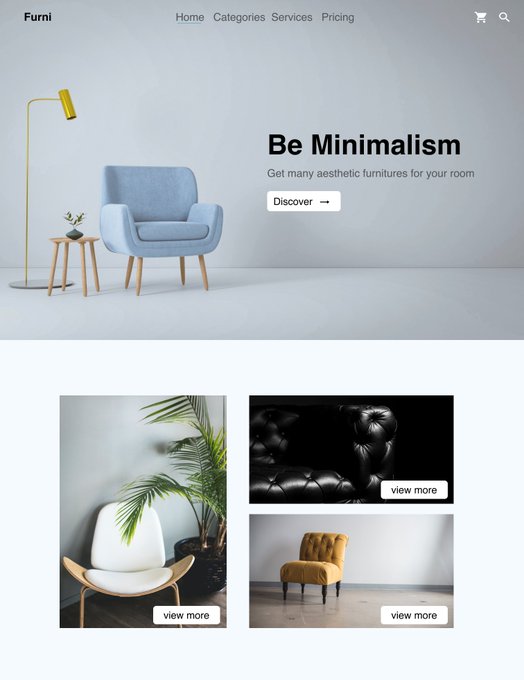 Furni
Home Categories Services Pricing
Be Minimalism
Get many aesthetic furnitures for your room
Discover →
view more
view more
view more